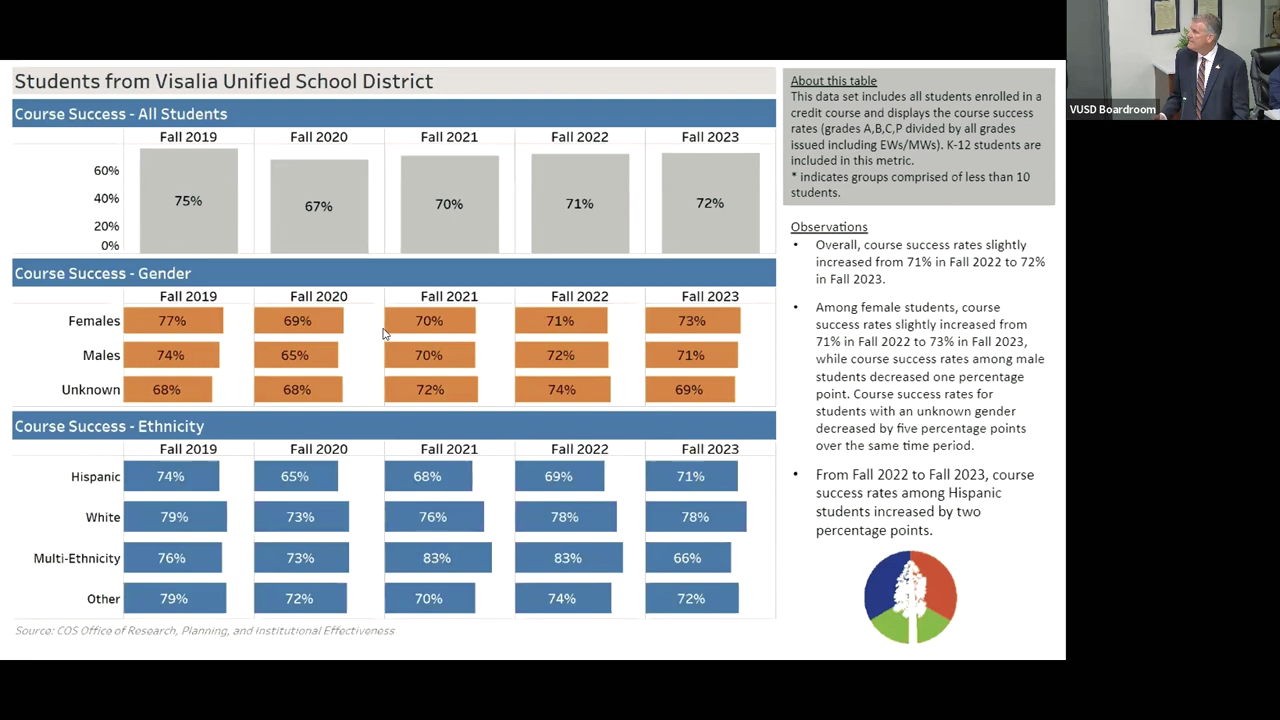 Students from Visalia Unified School District
Course Success - All Students
Fall 2019 Fall 2020 Fall 2021 Fall 2022 Fall 2023
60%
40%
20%
0%
75% 67% 70% 71% 72%
Course Success - Gender
Fall 2019 Fall 2020 Fall 2021 Fall 2022 Fall 2023
Females 77% 69% 70% 71% 73%
Males 74% 65% 70% 72% 71%
Unknown 68% 68% 72% 74% 69%
Course Success - Ethnicity
Fall 2019 Fall 2020 Fall 2021 Fall 2022 Fall 2023
Hispanic 74% 65% 68% 69% 71%
White 79% 73% 76% 78% 78%
Multi-Ethnicity 76% 73% 83% 83% 66%
Other 79% 72% 70% 74% 72%
Source: COS Office of Research, Planning, and Institutional Effectiveness
About this table
This data set includes all students enrolled in a
credit course and displays the course success
rates (grades A,B,C,P divided by all grades
issued including EWs/MWs). K-12 students are
included in this metric.
* indicates groups comprised of less than 10
students.
Observations
• Overall, course success rates slightly
increased from 71% in Fall 2022 to 72%
in Fall 2023.
• Among female students, course
success rates slightly increased from
71% in Fall 2022 to 73% in Fall 2023,
while course success rates among male
students decreased one percentage
point. Course success rates for
students with an unknown gender
decreased by five percentage points
over the same time period.
• From Fall 2022 to Fall 2023, course
success rates among Hispanic
students increased by two
percentage points.
VUSD Boardroom